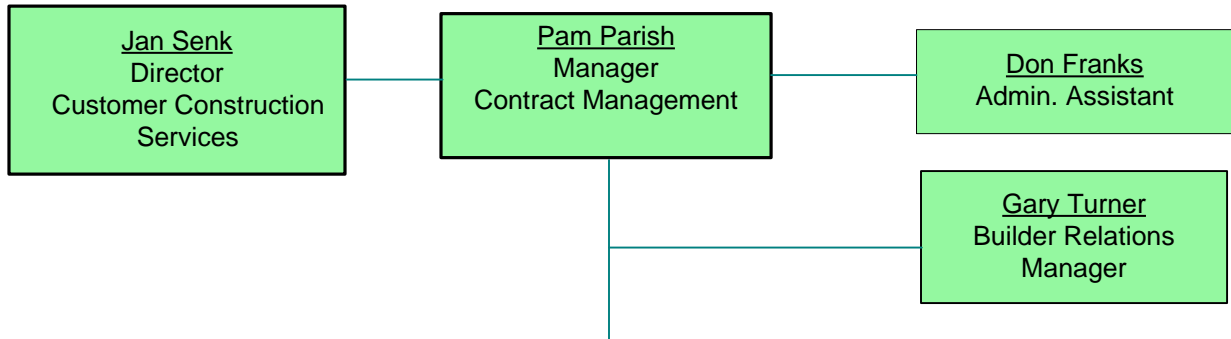 Jan Senk
Director
Customer Construction
Services
Pam Parish
Manager
Contract Management
Don Franks
Admin. Assistant
Gary Turner
Builder Relations
Manager